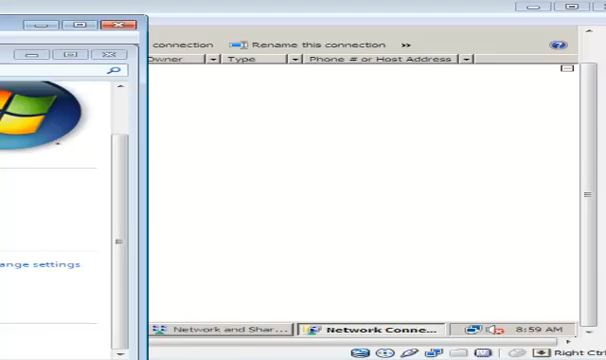 connection Rename this connection »
Owner Type Phone # or Host Address
ange settings
Network and Shar... Network Conne... 8:59 AM
Right Ctrl